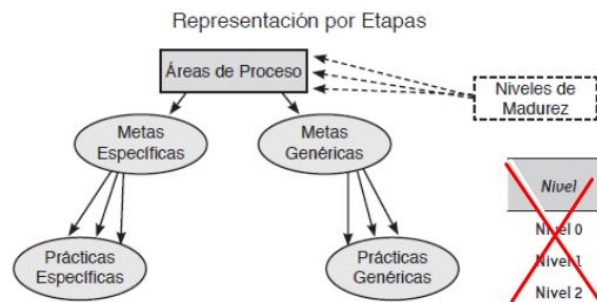 Representación por Etapas
Áreas de Proceso
Niveles de
Madurez
Metas
Específicas
Metas
Genéricas
Prácticas
Específicas
Prácticas
Genéricas
Nivel
Nivel 0
Nivel 1
Nivel 2